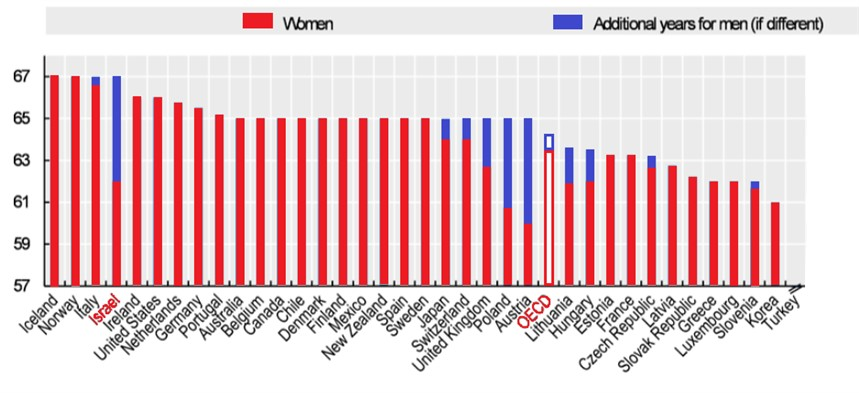 Women
Additional years for men (if different)
67
65
63
61
59
57
Iceland
Norway
Italy
Israel
Ireland
United States
Netherlands
Germany
Portugal
Australia
Belgium
Canada
Chile
Denmark
Finland
Mexico
New Zealand
Spain
Sweden
Japan
Switzerland
United Kingdom
Poland
Austria
OECD
Lithuania
Hungary
Estonia
France
Czech Republic
Latvia
Slovak Republic
Greece
Luxembourg
Slovenia
Korea
Turkey